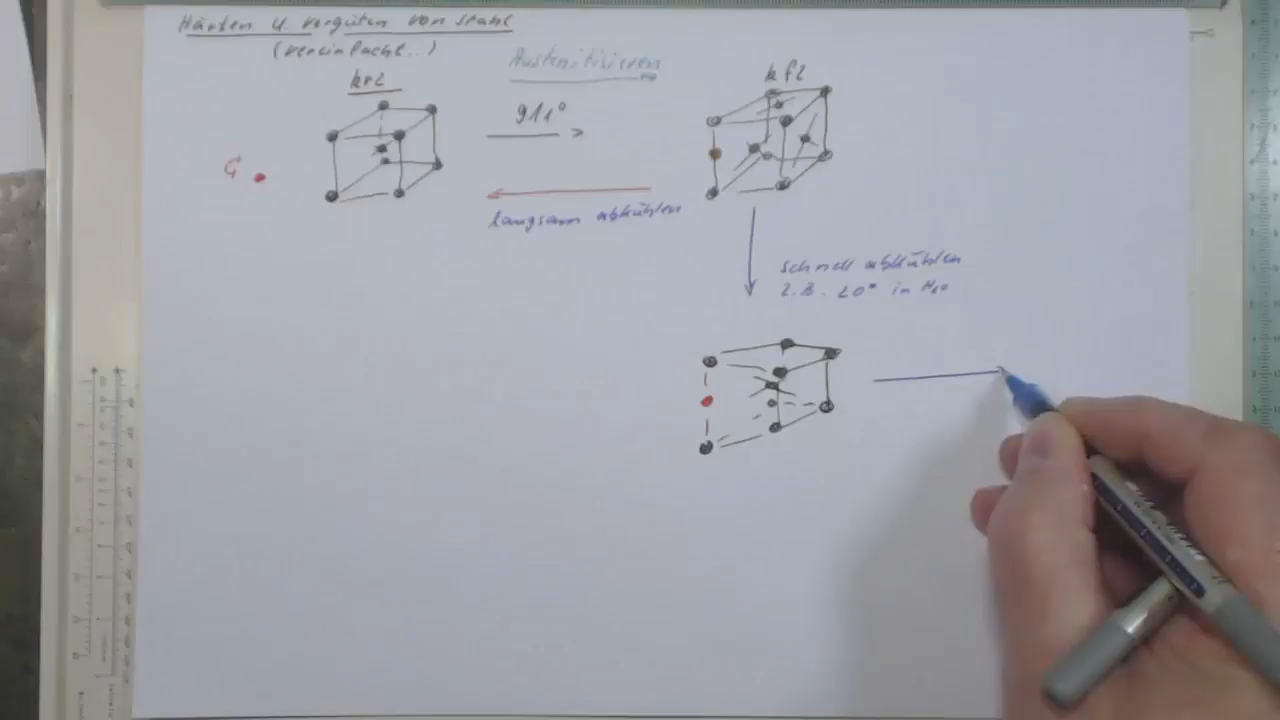 Härten u. vergüten von Stahl
(vereinfacht..)
krz
Austenitisieren
911°
kfz
C
langsam abkühlen
schnell abkühlen
z.B. 20° in H₂O